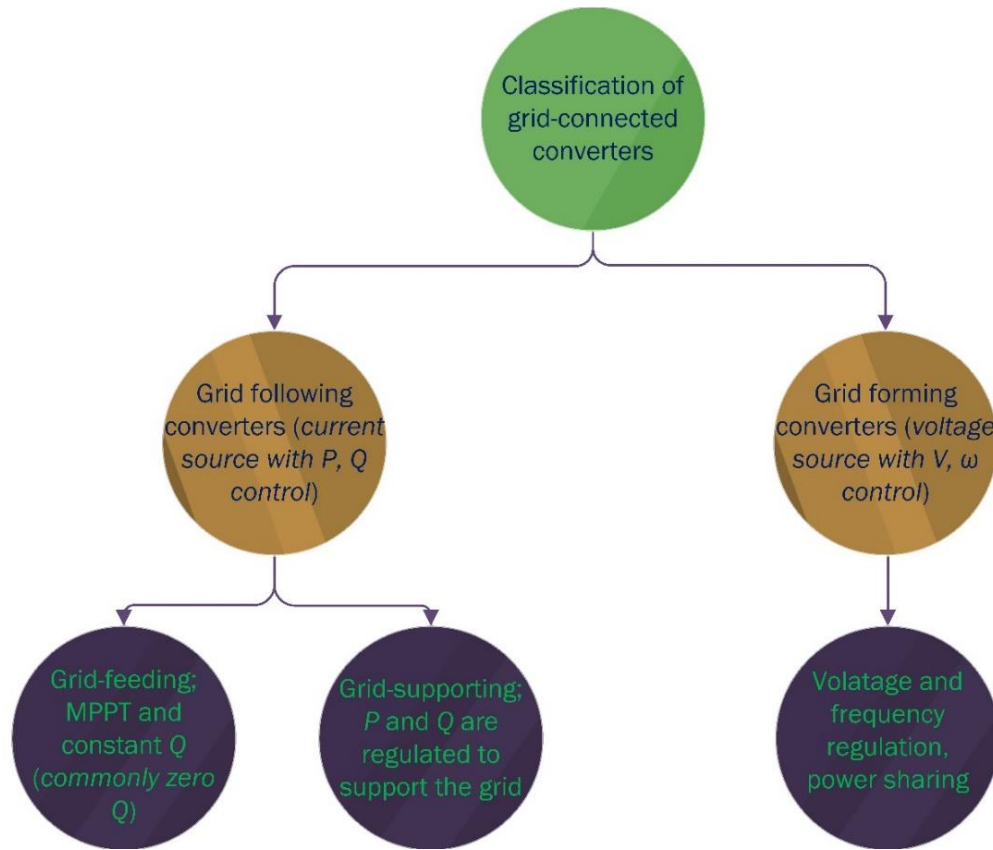 Classification of
grid-connected
converters
Grid following
converters (current
source with P, Q
control)
Grid forming
converters (voltage
source with V, ω
control)
Grid-feeding;
MPPT and
constant Q
(commonly zero
Q)
Grid-supporting;
P and Q are
regulated to
support the grid
Volatage and
frequency
regulation,
power sharing